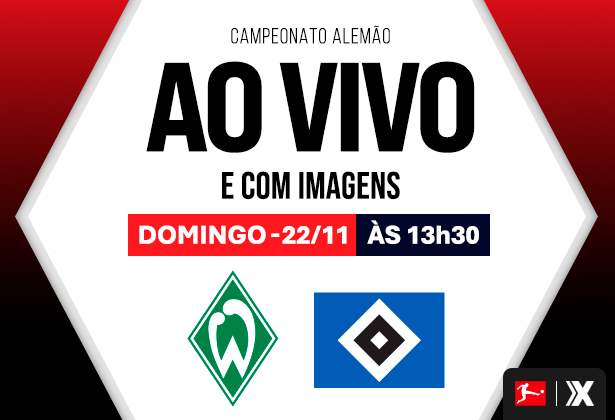 CAMPEONATO ALEMÃO
AO VIVO
E COM IMAGENS
DOMINGO - 22/11 ÀS 13h30
W
X